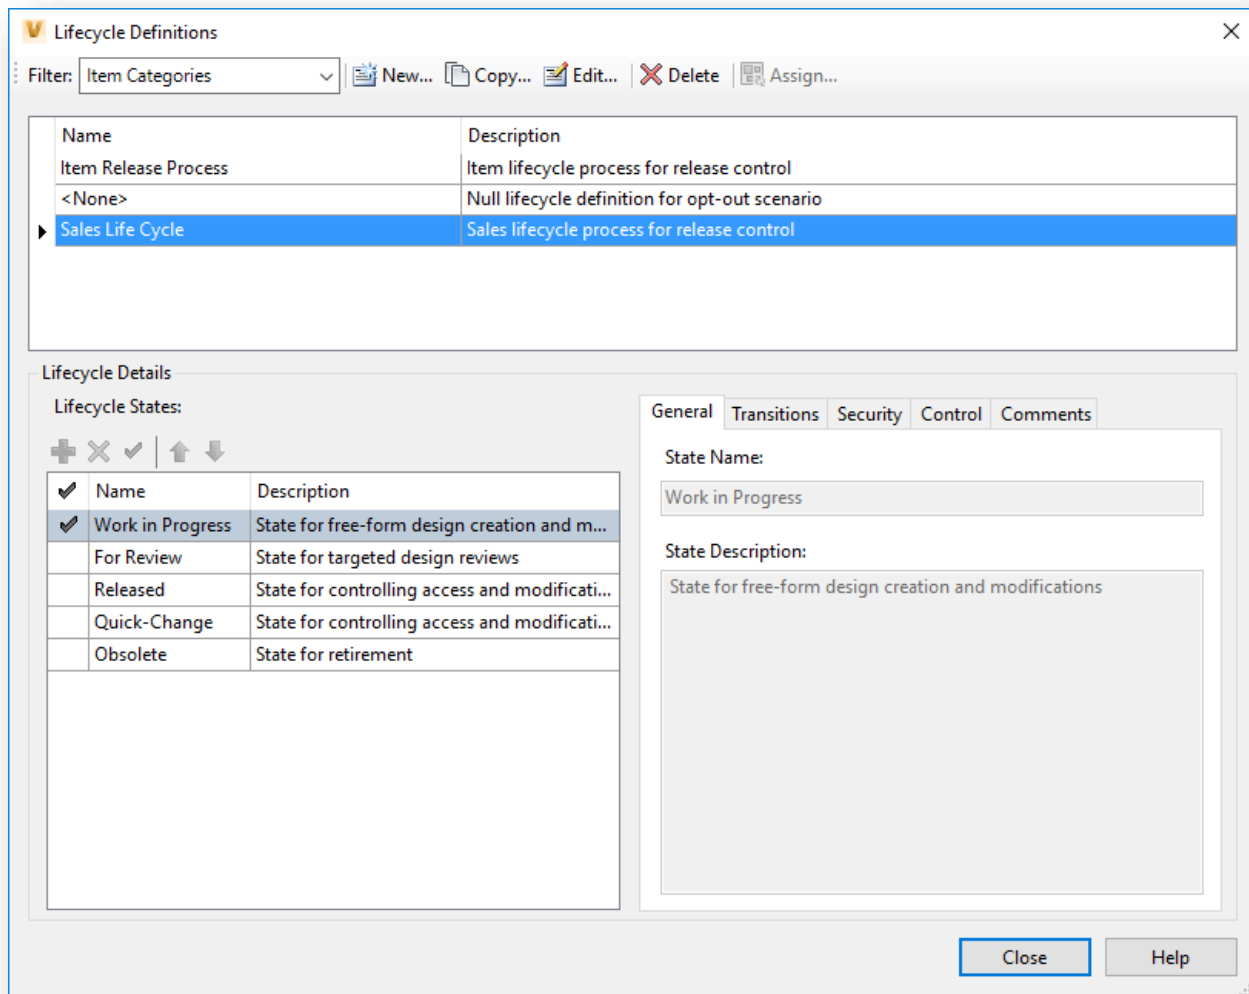 Lifecycle Definitions
Filter: Item Categories New... Copy... Edit... Delete Assign...
Name Description
Item Release Process Item lifecycle process for release control
<None> Null lifecycle definition for opt-out scenario
Sales Life Cycle Sales lifecycle process for release control
Lifecycle Details
Lifecycle States:
General Transitions Security Control Comments
State Name:
Work in Progress
State Description:
State for free-form design creation and modifications
Name Description
Work in Progress State for free-form design creation and m...
For Review State for targeted design reviews
Released State for controlling access and modificati...
Quick-Change State for controlling access and modificati...
Obsolete State for retirement
Close Help